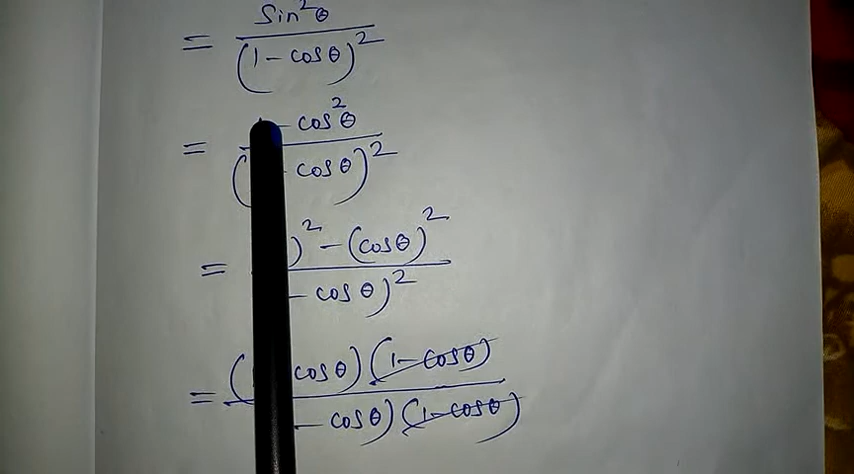 = sin²θ / (1 - cosθ)²
= - cos²θ / ( cosθ)²
= )² - (cosθ)² / - cosθ)²
= ( cosθ)(1 - cosθ) / - cosθ)(1 - cosθ)